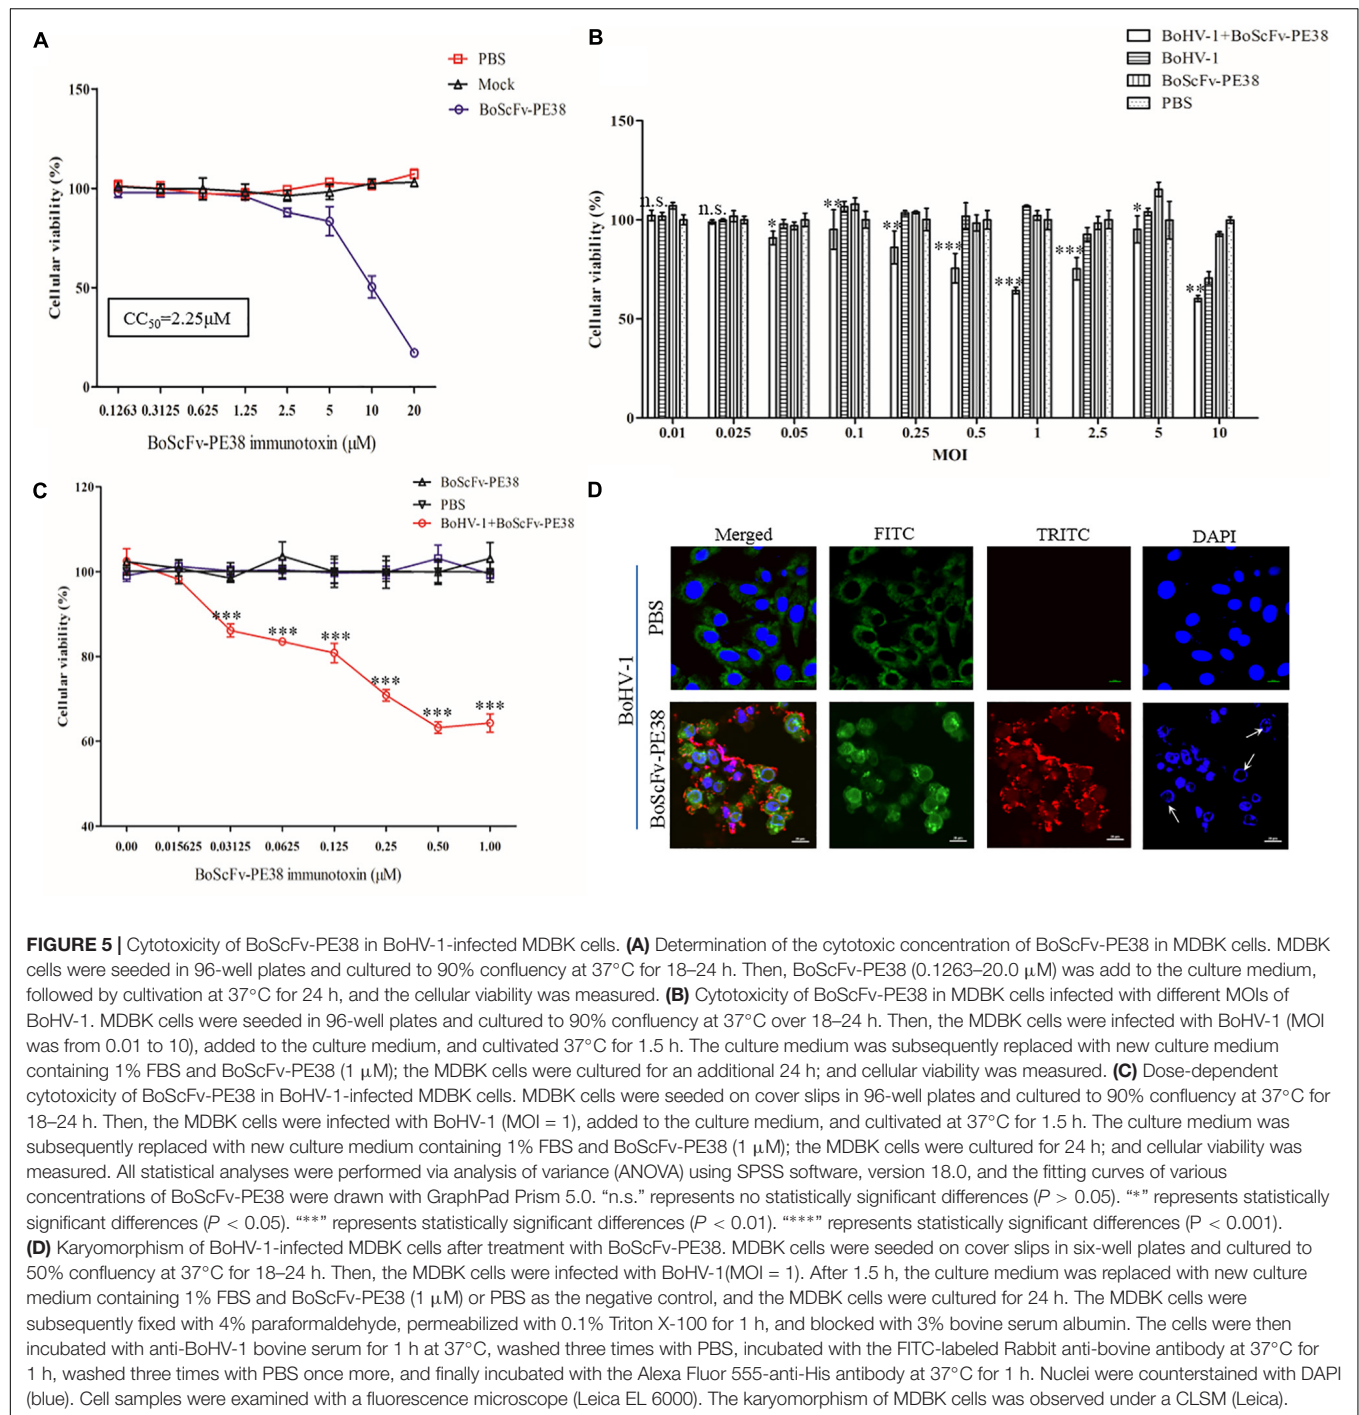 A
PBS
Mock
BoScFv-PE38
150
100
50
0
Cellular viability (%)
CC50=2.25μM
0.1263 0.3125 0.625 1.25 2.5 5 10 20
BoScFv-PE38 immunotoxin (μM)
B
BoHV-1+BoScFv-PE38
BoHV-1
BoScFv-PE38
PBS
150
100
50
0
Cellular viability (%)
n.s. n.s. * ** ** *** *** *** * **
0.01 0.025 0.05 0.1 0.25 0.5 1 2.5 5 10
MOI
C
BoScFv-PE38
PBS
BoHV-1+BoScFv-PE38
120
100
80
60
40
Cellular viability (%)
*** *** *** *** *** ***
0.00 0.015625 0.03125 0.0625 0.125 0.25 0.50 1.00
BoScFv-PE38 immunotoxin (μM)
D
Merged FITC TRITC DAPI
BoHV-1
PBS
BoScFv-PE38
FIGURE 5 | Cytotoxicity of BoScFv-PE38 in BoHV-1-infected MDBK cells. (A) Determination of the cytotoxic concentration of BoScFv-PE38 in MDBK cells. MDBK
cells were seeded in 96-well plates and cultured to 90% confluency at 37°C for 18–24 h. Then, BoScFv-PE38 (0.1263–20.0 μM) was add to the culture medium,
followed by cultivation at 37°C for 24 h, and the cellular viability was measured. (B) Cytotoxicity of BoScFv-PE38 in MDBK cells infected with different MOIs of
BoHV-1. MDBK cells were seeded in 96-well plates and cultured to 90% confluency at 37°C over 18–24 h. Then, the MDBK cells were infected with BoHV-1 (MOI
was from 0.01 to 10), added to the culture medium, and cultivated 37°C for 1.5 h. The culture medium was subsequently replaced with new culture medium
containing 1% FBS and BoScFv-PE38 (1 μM); the MDBK cells were cultured for an additional 24 h; and cellular viability was measured. (C) Dose-dependent
cytotoxicity of BoScFv-PE38 in BoHV-1-infected MDBK cells. MDBK cells were seeded on cover slips in 96-well plates and cultured to 90% confluency at 37°C for
18–24 h. Then, the MDBK cells were infected with BoHV-1 (MOI = 1), added to the culture medium, and cultivated at 37°C for 1.5 h. The culture medium was
subsequently replaced with new culture medium containing 1% FBS and BoScFv-PE38 (1 μM); the MDBK cells were cultured for 24 h; and cellular viability was
measured. All statistical analyses were performed via analysis of variance (ANOVA) using SPSS software, version 18.0, and the fitting curves of various
concentrations of BoScFv-PE38 were drawn with GraphPad Prism 5.0. “n.s.” represents no statistically significant differences (P > 0.05). “*” represents statistically
significant differences (P < 0.05). “**” represents statistically significant differences (P < 0.01). “***” represents statistically significant differences (P < 0.001).
(D) Karyomorphism of BoHV-1-infected MDBK cells after treatment with BoScFv-PE38. MDBK cells were seeded on cover slips in six-well plates and cultured to
50% confluency at 37°C for 18–24 h. Then, the MDBK cells were infected with BoHV-1(MOI = 1). After 1.5 h, the culture medium was replaced with new culture
medium containing 1% FBS and BoScFv-PE38 (1 μM) or PBS as the negative control, and the MDBK cells were cultured for 24 h. The MDBK cells were
subsequently fixed with 4% paraformaldehyde, permeabilized with 0.1% Triton X-100 for 1 h, and blocked with 3% bovine serum albumin. The cells were then
incubated with anti-BoHV-1 bovine serum for 1 h at 37°C, washed three times with PBS, incubated with the FITC-labeled Rabbit anti-bovine antibody at 37°C for
1 h, washed three times with PBS once more, and finally incubated with the Alexa Fluor 555-anti-His antibody at 37°C for 1 h. Nuclei were counterstained with DAPI
(blue). Cell samples were examined with a fluorescence microscope (Leica EL 6000). The karyomorphism of MDBK cells was observed under a CLSM (Leica).